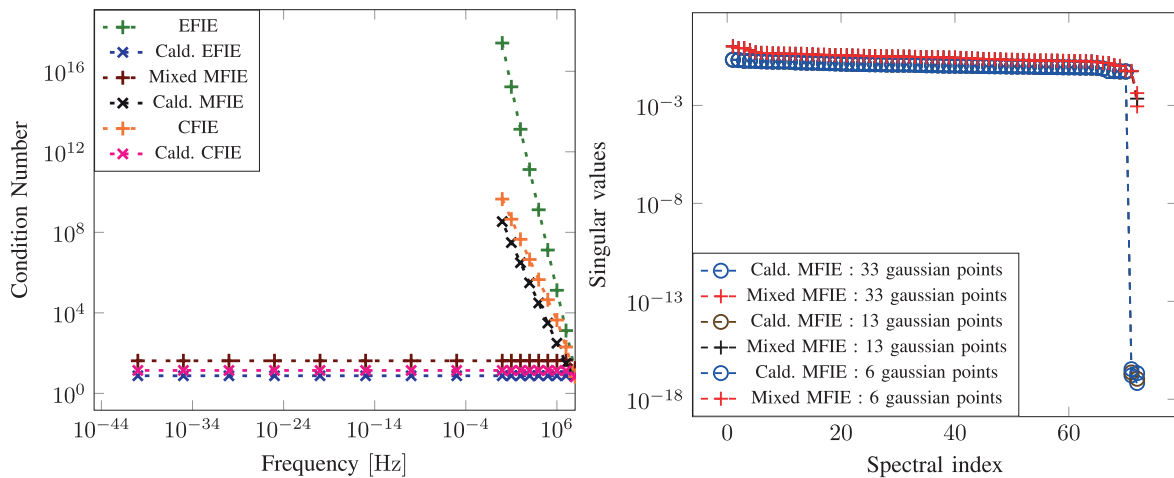 EFIE
Cald. EFIE
Mixed MFIE
Cald. MFIE
CFIE
Cald. CFIE
10^16
10^12
10^8
10^4
10^0
Condition Number
10^−44
10^−34
10^−24
10^−14
10^−4
10^6
Frequency [Hz]
10^−3
10^−8
10^−13
10^−18
Singular values
Cald. MFIE : 33 gaussian points
Mixed MFIE : 33 gaussian points
Cald. MFIE : 13 gaussian points
Mixed MFIE : 13 gaussian points
Cald. MFIE : 6 gaussian points
Mixed MFIE : 6 gaussian points
0
20
40
60
Spectral index